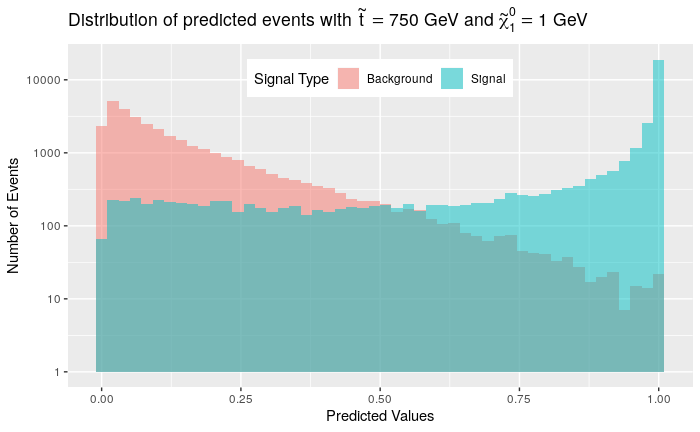 Distribution of predicted events with t̃ = 750 GeV and χ̃₁⁰ = 1 GeV
Signal Type Background Signal
Number of Events
10000
1000
100
10
1
0.00 0.25 0.50 0.75 1.00
Predicted Values